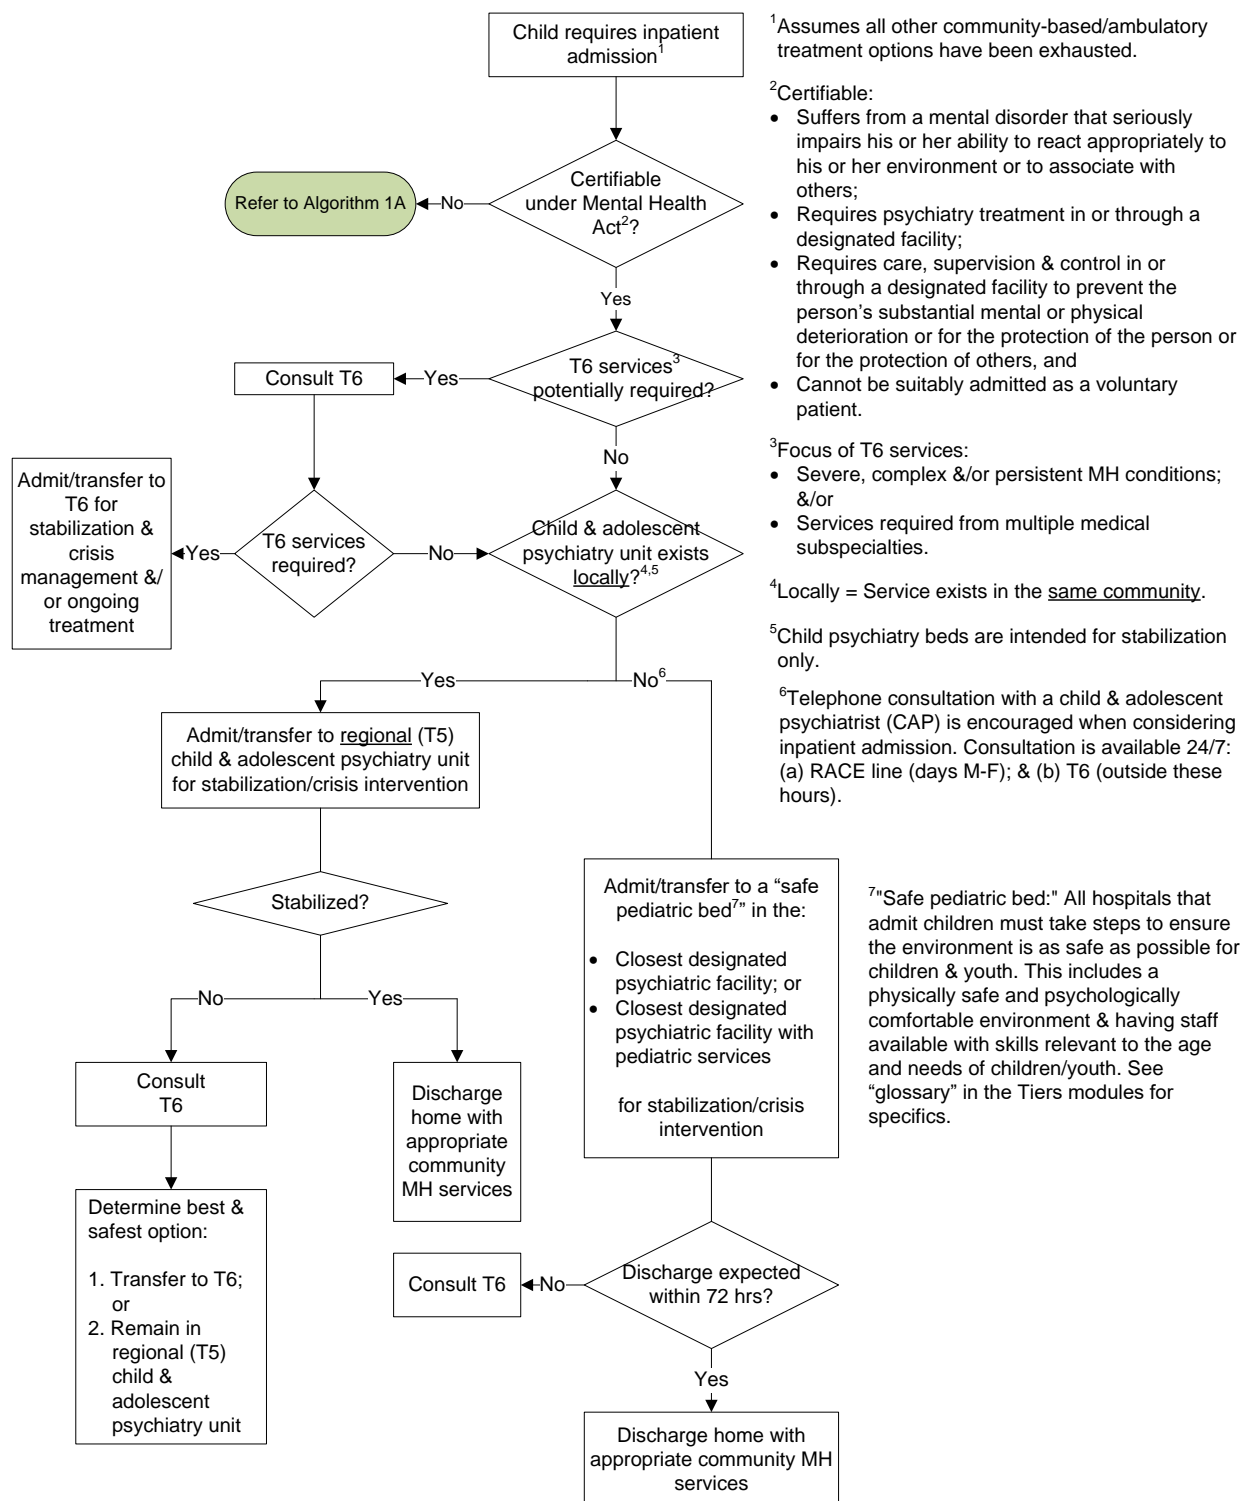 Child requires inpatient
admission1
1Assumes all other community-based/ambulatory
treatment options have been exhausted.
2Certifiable:
• Suffers from a mental disorder that seriously
impairs his or her ability to react appropriately to
his or her environment or to associate with
others;
• Requires psychiatry treatment in or through a
designated facility;
• Requires care, supervision & control in or
through a designated facility to prevent the
person's substantial mental or physical
deterioration or for the protection of the person or
for the protection of others, and
• Cannot be suitably admitted as a voluntary
patient.
3Focus of T6 services:
• Severe, complex &/or persistent MH conditions;
&/or
• Services required from multiple medical
subspecialties.
4Locally = Service exists in the same community.
5Child psychiatry beds are intended for stabilization
only.
6Telephone consultation with a child & adolescent
psychiatrist (CAP) is encouraged when considering
inpatient admission. Consultation is available 24/7:
(a) RACE line (days M-F); & (b) T6 (outside these
hours).
7"Safe pediatric bed:" All hospitals that
admit children must take steps to ensure
the environment is as safe as possible for
children & youth. This includes a
physically safe and psychologically
comfortable environment & having staff
available with skills relevant to the age
and needs of children/youth. See
“glossary” in the Tiers modules for
specifics.
Certifiable
under Mental Health
Act2?
No
Refer to Algorithm 1A
Yes
T6 services3
potentially required?
Yes
Consult T6
No
T6 services
required?
Yes
Admit/transfer to
T6 for
stabilization &
crisis
management &/
or ongoing
treatment
No
Child & adolescent
psychiatry unit exists
locally?4,5
Yes
No6
Admit/transfer to regional (T5)
child & adolescent psychiatry unit
for stabilization/crisis intervention
Stabilized?
No
Yes
Consult
T6
Determine best &
safest option:
1. Transfer to T6;
or
2. Remain in
regional (T5)
child &
adolescent
psychiatry unit
Discharge
home with
appropriate
community
MH services
Admit/transfer to a “safe
pediatric bed7” in the:
• Closest designated
psychiatric facility; or
• Closest designated
psychiatric facility with
pediatric services
for stabilization/crisis
intervention
Discharge expected
within 72 hrs?
No
Consult T6
Yes
Discharge home with
appropriate community MH
services